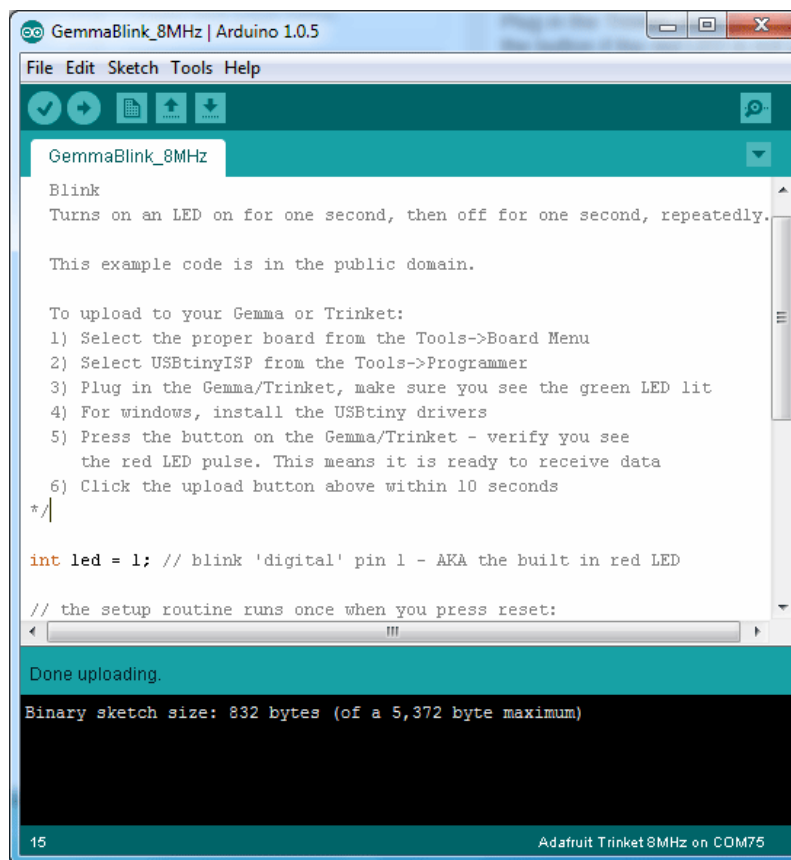 GemmaBlink_8MHz | Arduino 1.0.5
File Edit Sketch Tools Help
GemmaBlink_8MHz
Blink
Turns on an LED on for one second, then off for one second, repeatedly.
This example code is in the public domain.
To upload to your Gemma or Trinket:
1) Select the proper board from the Tools->Board Menu
2) Select USBtinyISP from the Tools->Programmer
3) Plug in the Gemma/Trinket, make sure you see the green LED lit
4) For windows, install the USBtiny drivers
5) Press the button on the Gemma/Trinket - verify you see
the red LED pulse. This means it is ready to receive data
6) Click the upload button above within 10 seconds
*/
int led = 1; // blink 'digital' pin 1 - AKA the built in red LED
// the setup routine runs once when you press reset:
Done uploading.
Binary sketch size: 832 bytes (of a 5,372 byte maximum)
15
Adafruit Trinket 8MHz on COM75